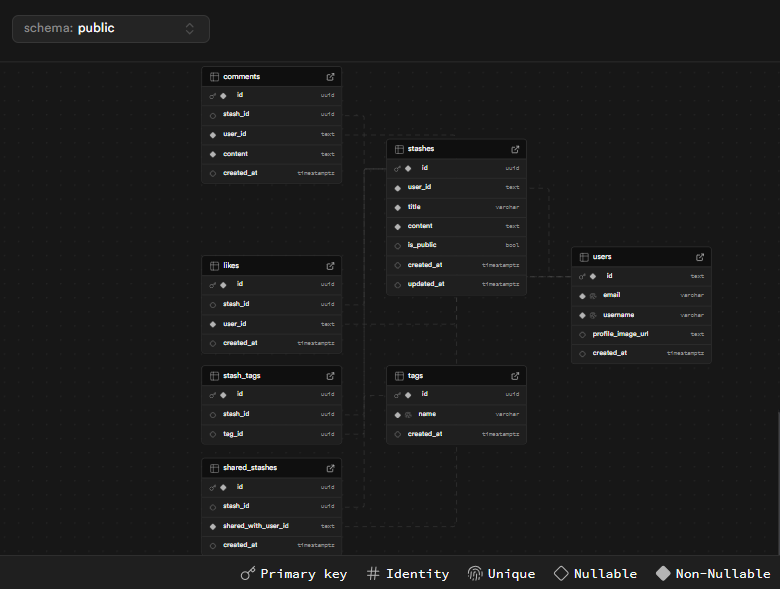 schema: public
comments
id uuid
stash_id uuid
user_id text
content text
created_at timestamptz
stashes
id uuid
user_id text
title varchar
content text
is_public bool
created_at timestamptz
updated_at timestamptz
users
id text
email varchar
username varchar
profile_image_url text
created_at timestamptz
likes
id uuid
stash_id uuid
user_id text
created_at timestamptz
stash_tags
id uuid
stash_id uuid
tag_id uuid
tags
id uuid
name varchar
created_at timestamptz
shared_stashes
id uuid
stash_id uuid
shared_with_user_id text
created_at timestamptz
Primary key Identity Unique Nullable Non-Nullable